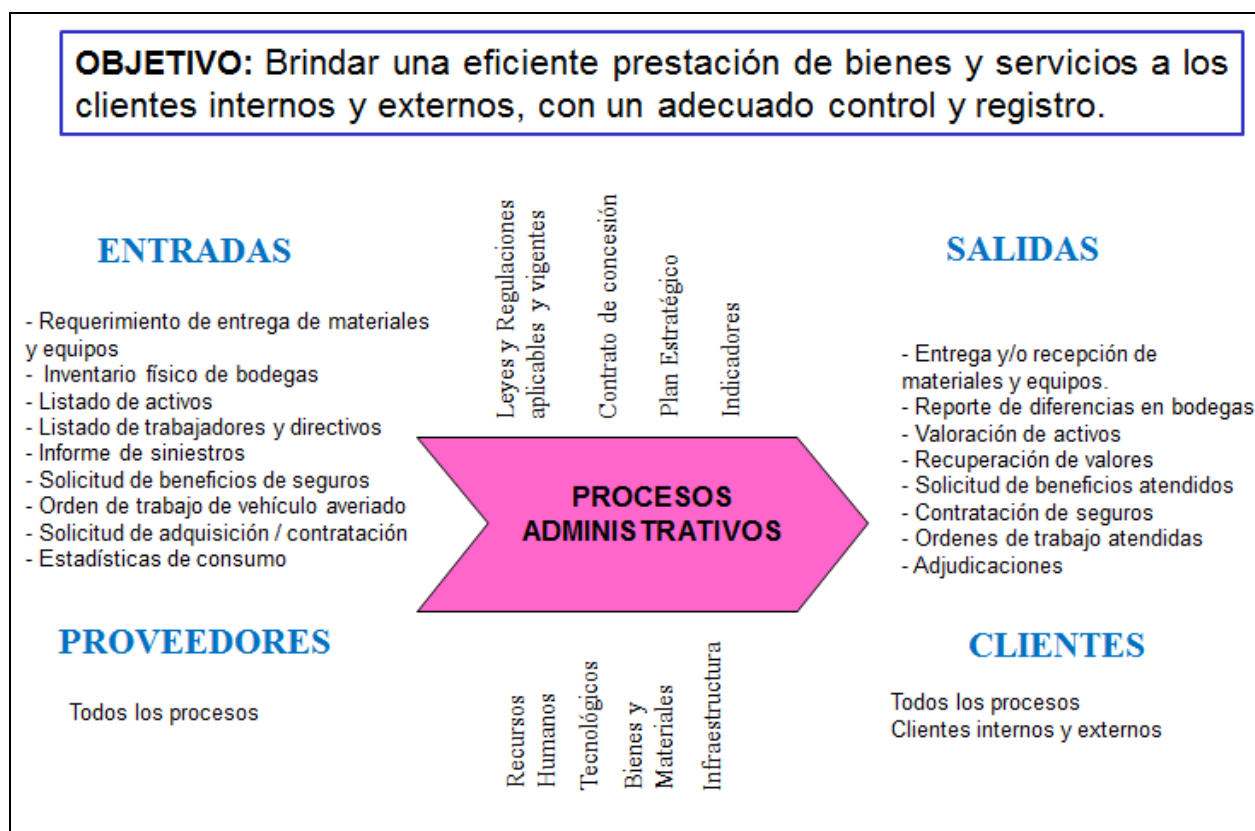 OBJETIVO: Brindar una eficiente prestación de bienes y servicios a los
clientes internos y externos, con un adecuado control y registro.
ENTRADAS
- Requerimiento de entrega de materiales
y equipos
- Inventario físico de bodegas
- Listado de activos
- Listado de trabajadores y directivos
- Informe de siniestros
- Solicitud de beneficios de seguros
- Orden de trabajo de vehículo averiado
- Solicitud de adquisición / contratación
- Estadísticas de consumo
PROVEEDORES
Todos los procesos
Leyes y Regulaciones
aplicables y vigentes
Contrato de concesión
Plan Estratégico
Indicadores
PROCESOS
ADMINISTRATIVOS
Recursos
Humanos
Tecnológicos
Bienes y
Materiales
Infraestructura
SALIDAS
- Entrega y/o recepción de
materiales y equipos.
- Reporte de diferencias en bodegas
- Valoración de activos
- Recuperación de valores
- Solicitud de beneficios atendidos
- Contratación de seguros
- Ordenes de trabajo atendidas
- Adjudicaciones
CLIENTES
Todos los procesos
Clientes internos y externos